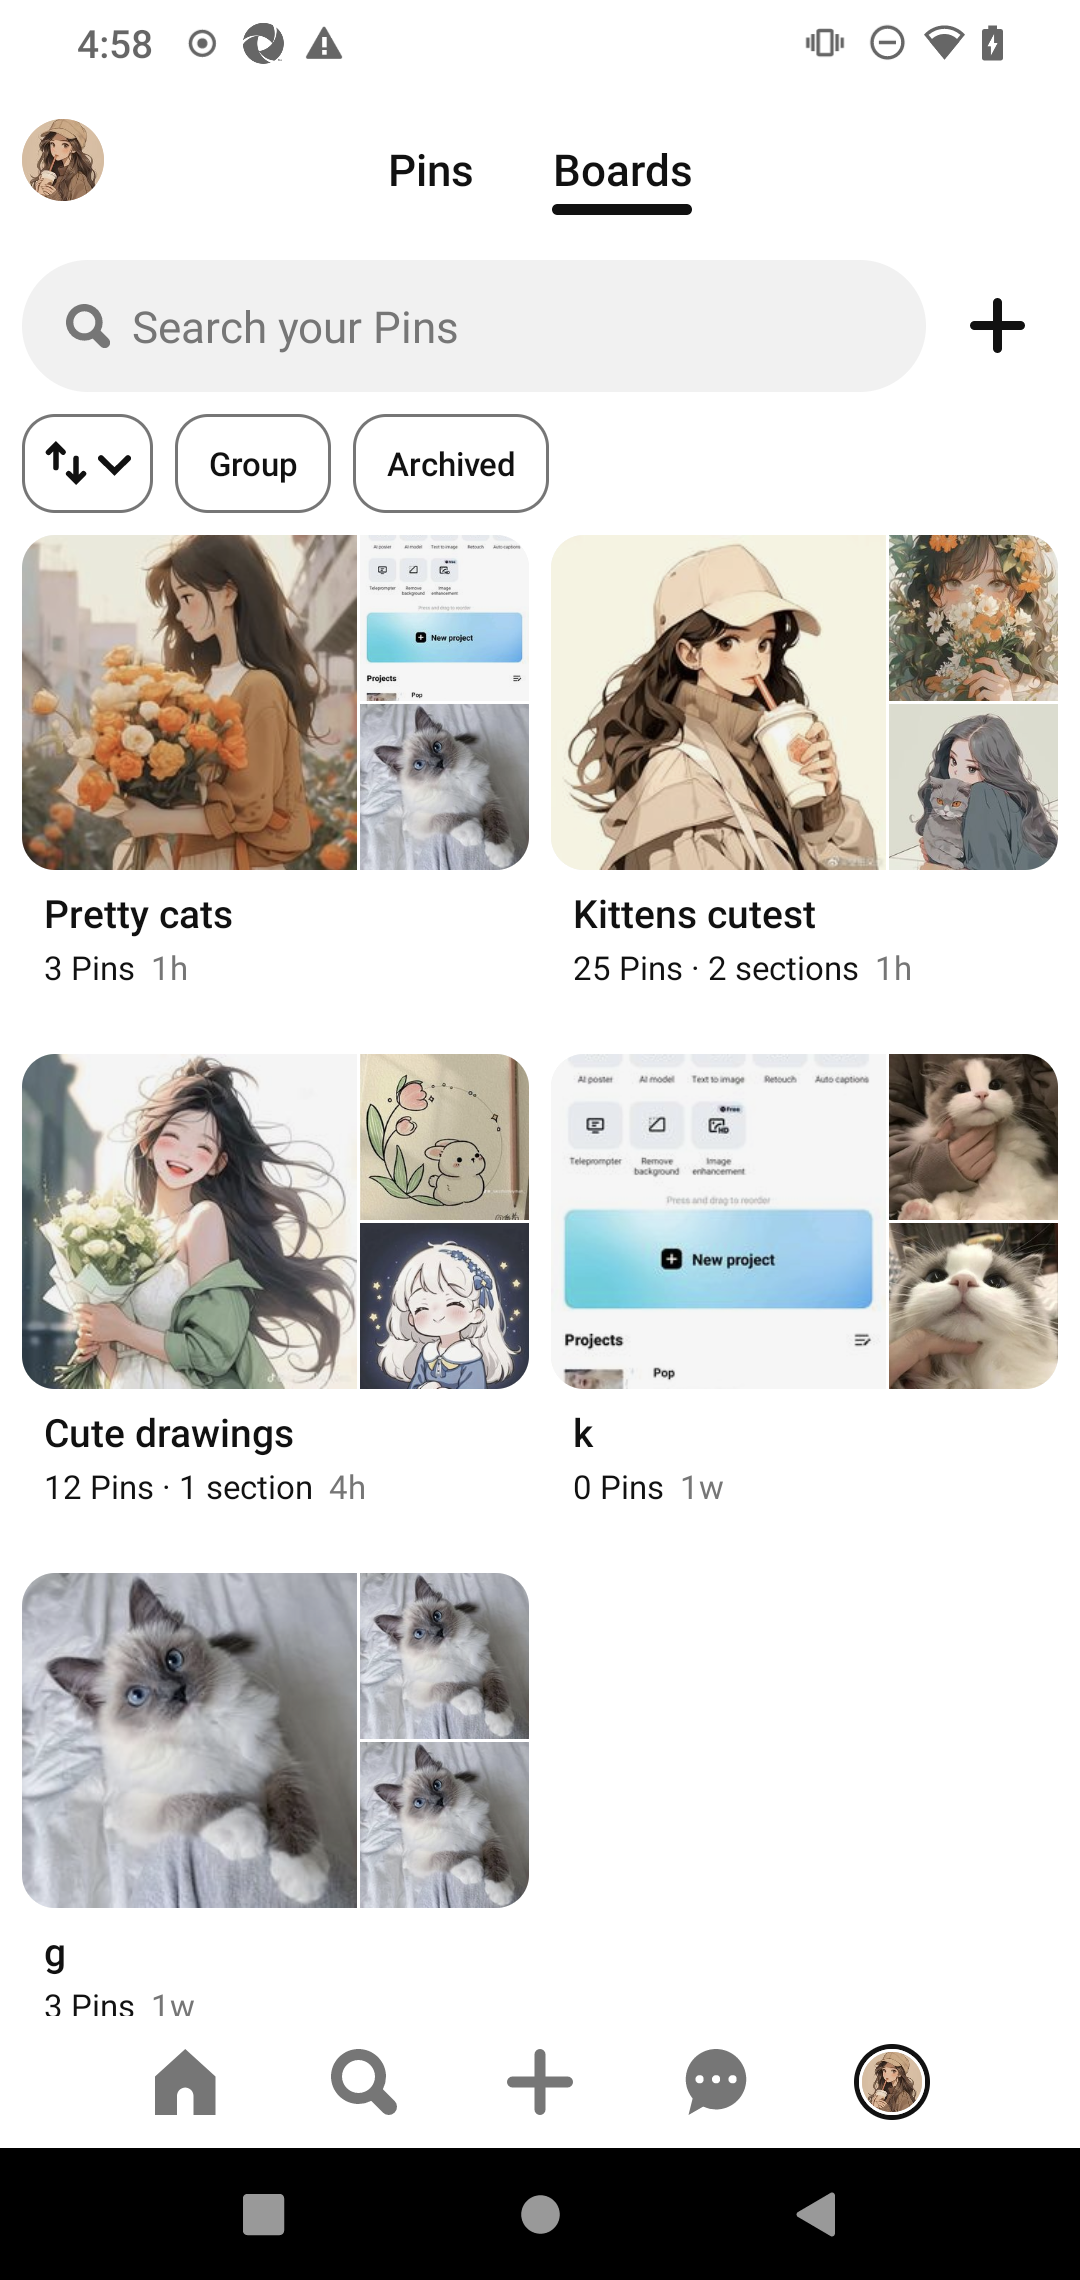 4:58
Pins Boards
Search your Pins
Group Archived
AI poster AI model Text to image Retouch Auto captions
Free
Teleprompter Remove background Image enhancement
Press and drag to reorder
New project
Projects
Pop
Pretty cats
3 Pins 1h
Kittens cutest
25 Pins · 2 sections 1h
AI poster AI model Text to image Retouch Auto captions
Free
HD
Teleprompter Remove background Image enhancement
Press and drag to reorder
New project
Projects
Pop
Cute drawings
12 Pins · 1 section 4h
k
0 Pins 1w
g
3 Pins 1w